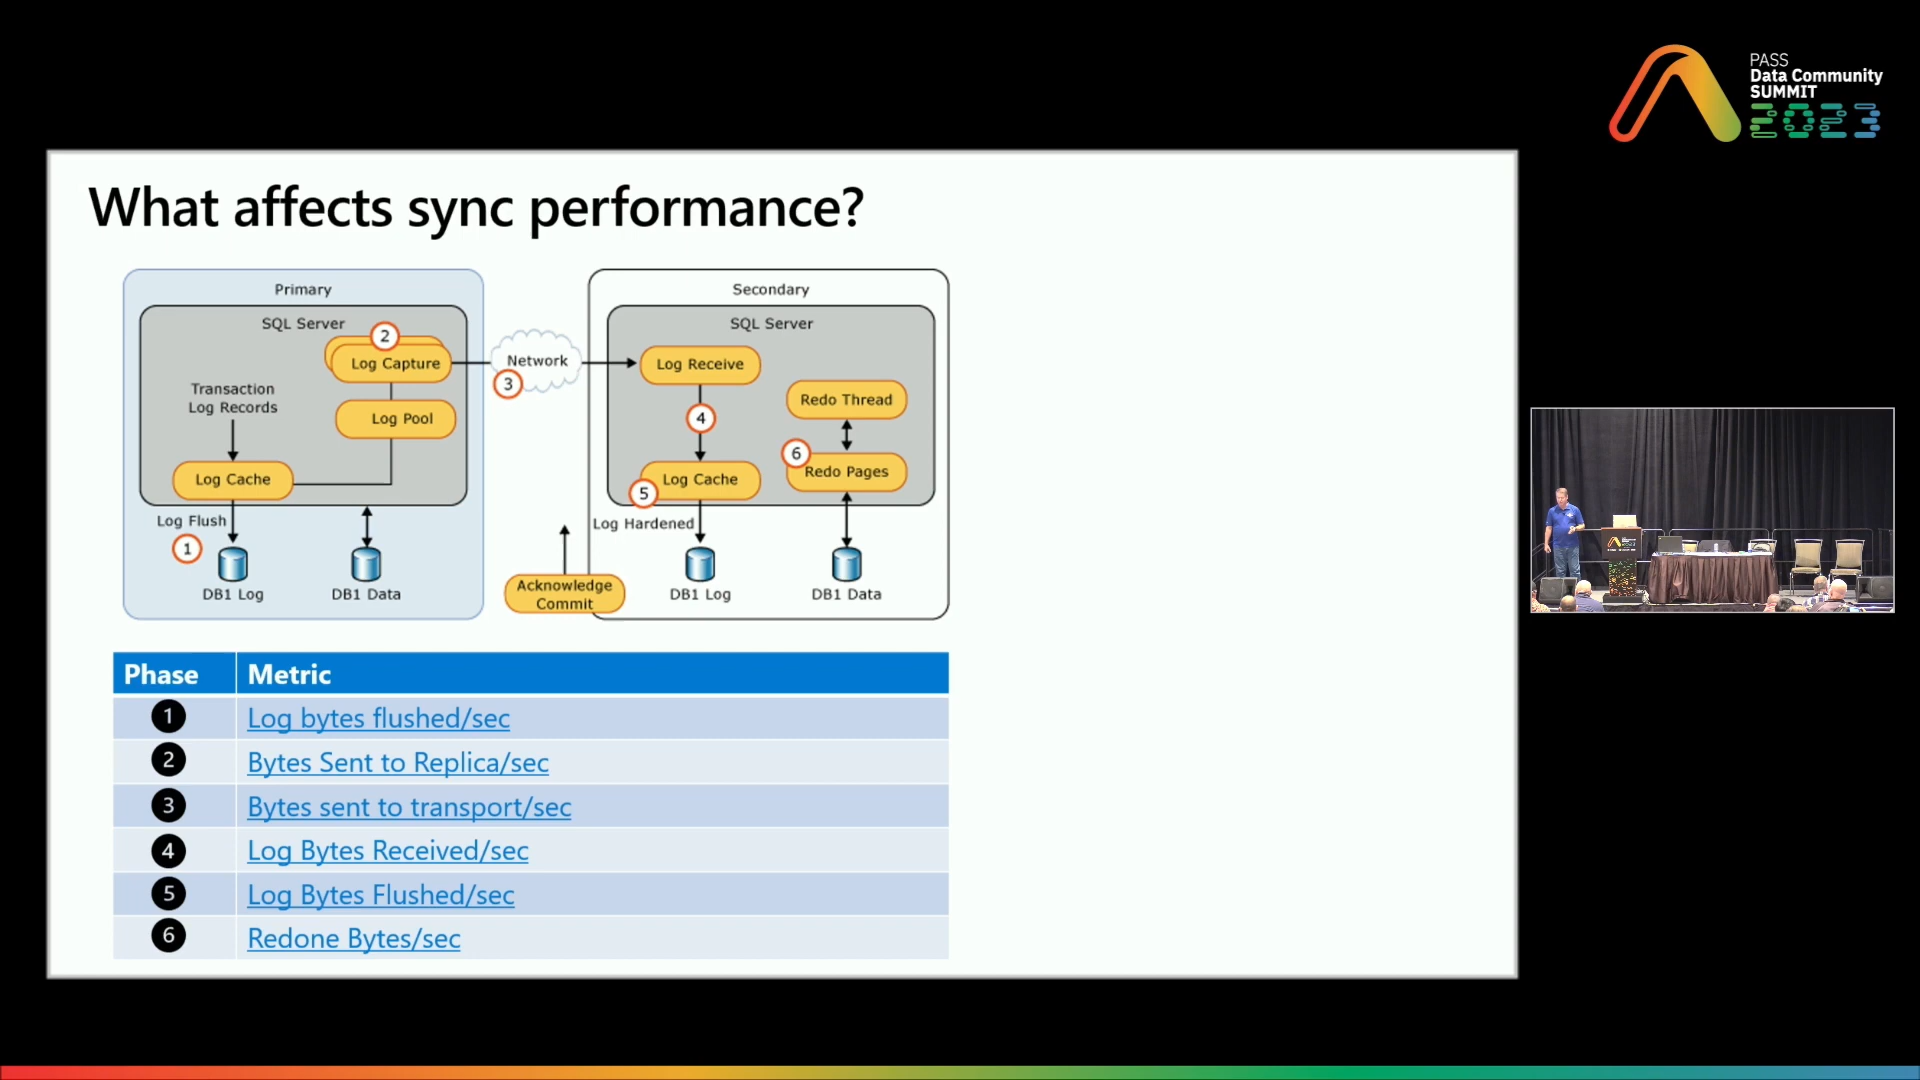 PASS
Data Community
SUMMIT
2023
What affects sync performance?
Primary
SQL Server
2
Log Capture
Transaction
Log Records
Log Pool
Log Cache
Log Flush
1
DB1 Log
DB1 Data
Network
3
Acknowledge
Commit
Secondary
SQL Server
Log Receive
4
Redo Thread
6
Redo Pages
Log Cache
5
Log Hardened
DB1 Log
DB1 Data
Phase Metric
1 Log bytes flushed/sec
2 Bytes Sent to Replica/sec
3 Bytes sent to transport/sec
4 Log Bytes Received/sec
5 Log Bytes Flushed/sec
6 Redone Bytes/sec